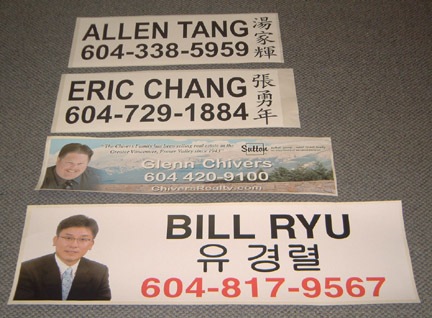 ALLEN TANG
604-338-5959
湯家輝
ERIC CHANG
604-729-1884
張勇年
Sutton
Glenn Chivers
604 420-9100
ChiversRealty.com
BILL RYU
유 경렬
604-817-9567